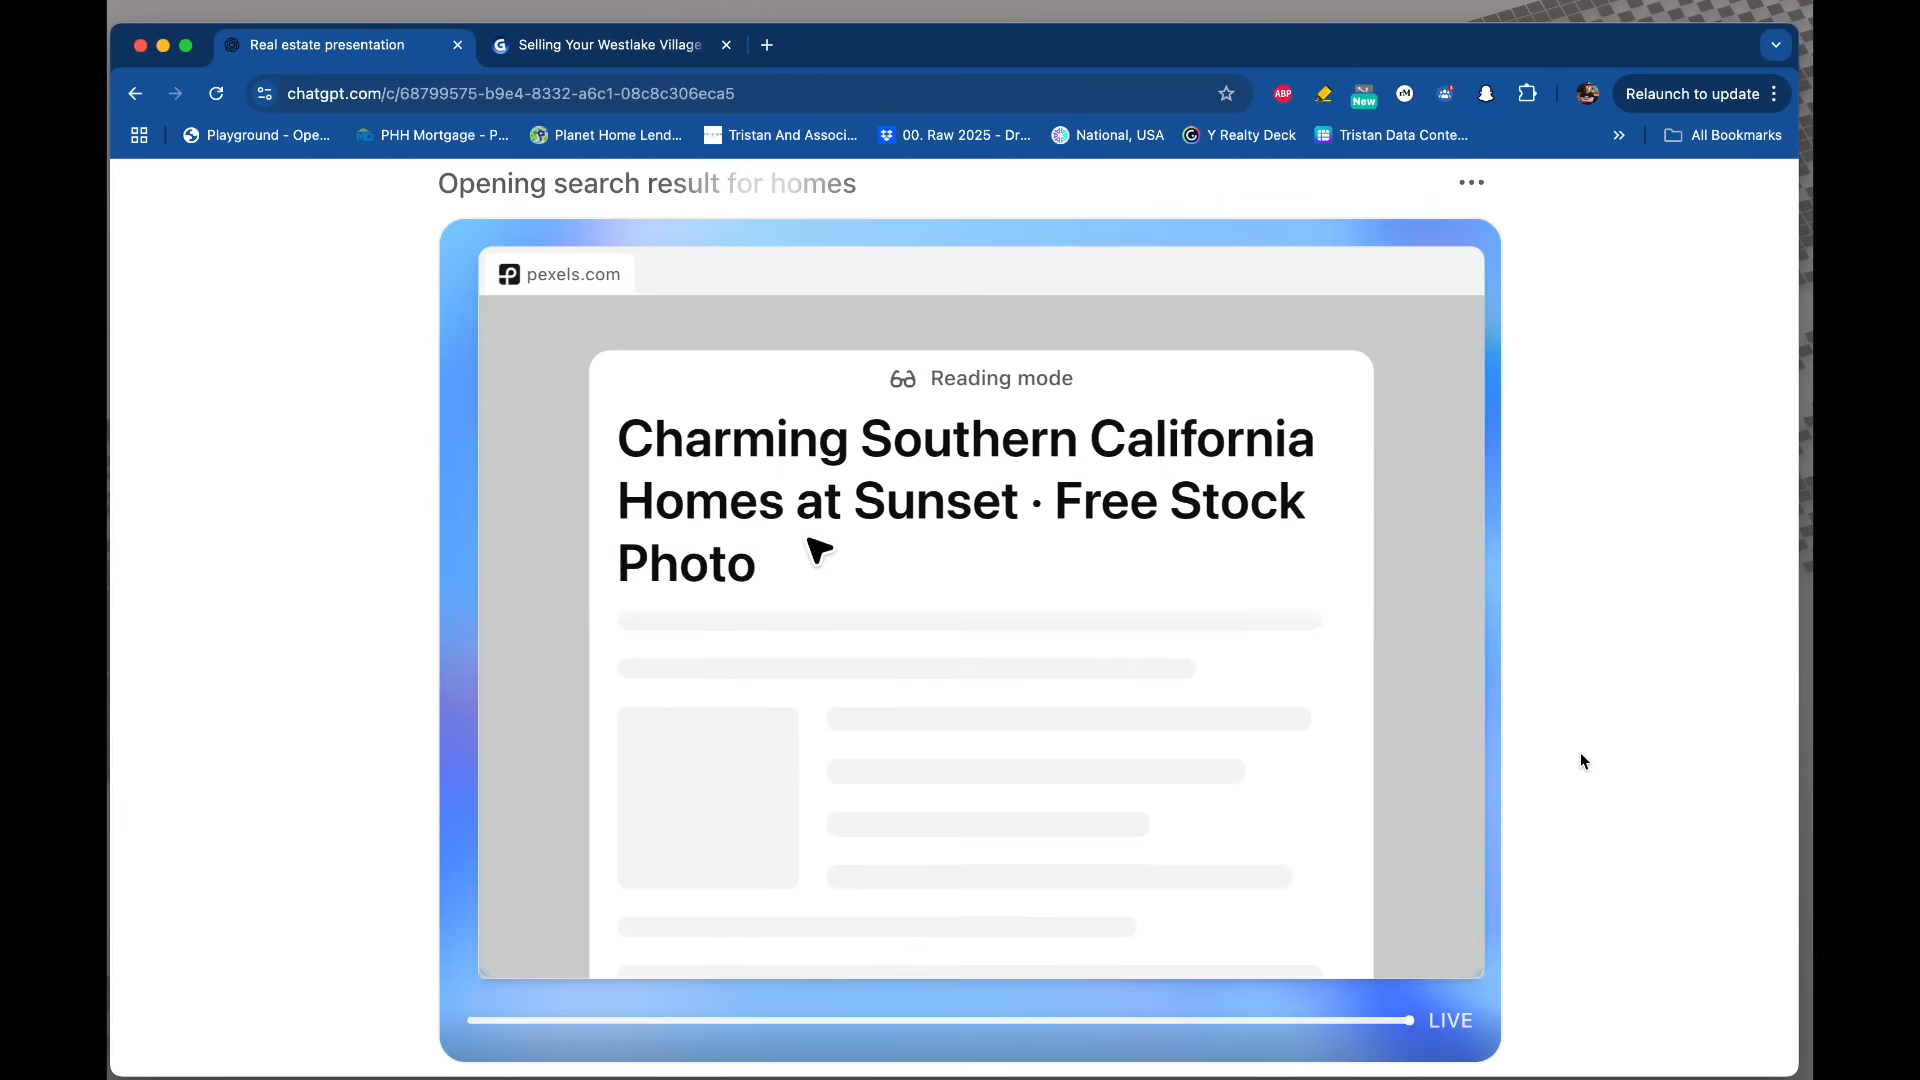 Real estate presentation
Selling Your Westlake Village
chatgpt.com/c/68799575-b9e4-8332-a6c1-08c8c306eca5
ABP
New
rM
Relaunch to update
Playground - Ope...
PHH Mortgage - P...
Planet Home Lend...
Tristan And Associ...
00. Raw 2025 - Dr...
National, USA
Y Realty Deck
Tristan Data Conte...
All Bookmarks
Opening search result for homes
pexels.com
Reading mode
Charming Southern California
Homes at Sunset · Free Stock
Photo
LIVE